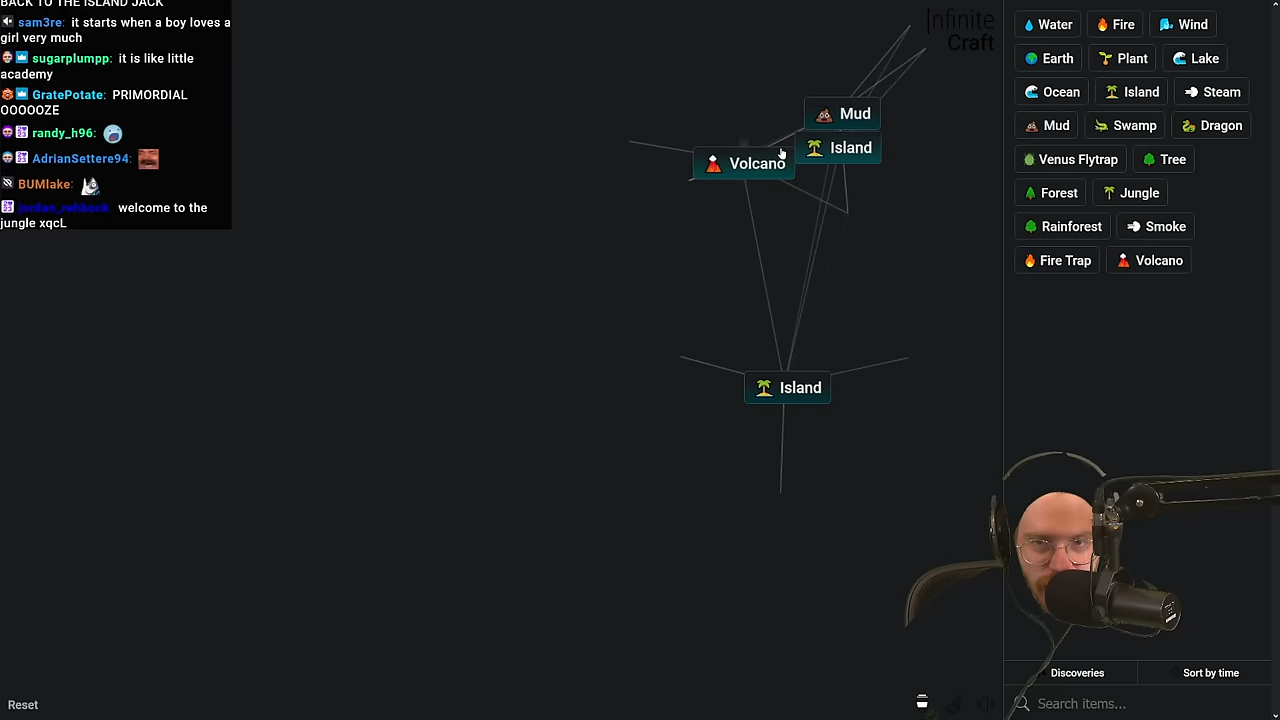 BACK TO THE ISLAND JACK
sam3re: it starts when a boy loves a
girl very much
sugarplumpp: it is like little
academy
GratePotate: PRIMORDIAL
OOOOOZE
randy_h96:
AdrianSettere94:
BUMlake:
jordan_rehbock welcome to the
jungle xqcL
Infinite
Craft
Mud
Island
Volcano
Island
Water
Fire
Wind
Earth
Plant
Lake
Ocean
Island
Steam
Mud
Swamp
Dragon
Venus Flytrap
Tree
Forest
Jungle
Rainforest
Smoke
Fire Trap
Volcano
Discoveries
Sort by time
Search items...
Reset